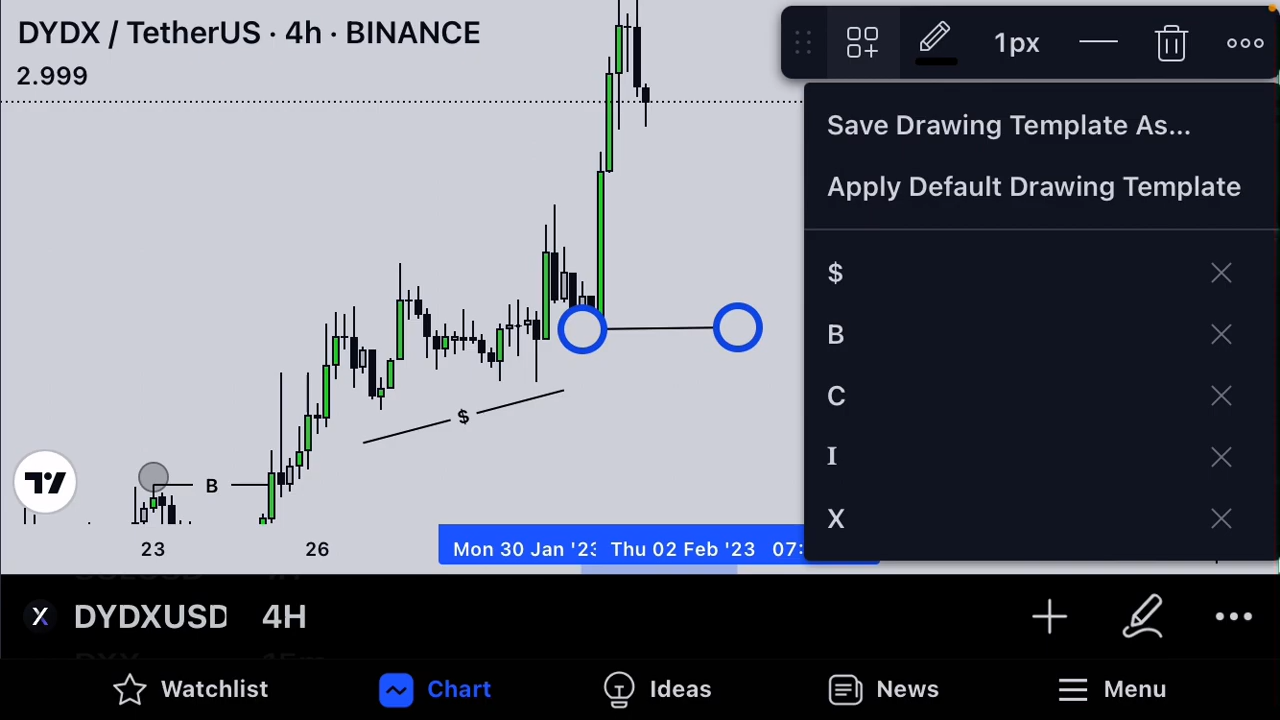 DYDX / TetherUS · 4h · BINANCE
2.999
1px
Save Drawing Template As...
Apply Default Drawing Template
$
B
C
I
X
$
B
23
26
Mon 30 Jan '23
Thu 02 Feb '23 07:
DYDXUSD 4H
Watchlist
Chart
Ideas
News
Menu